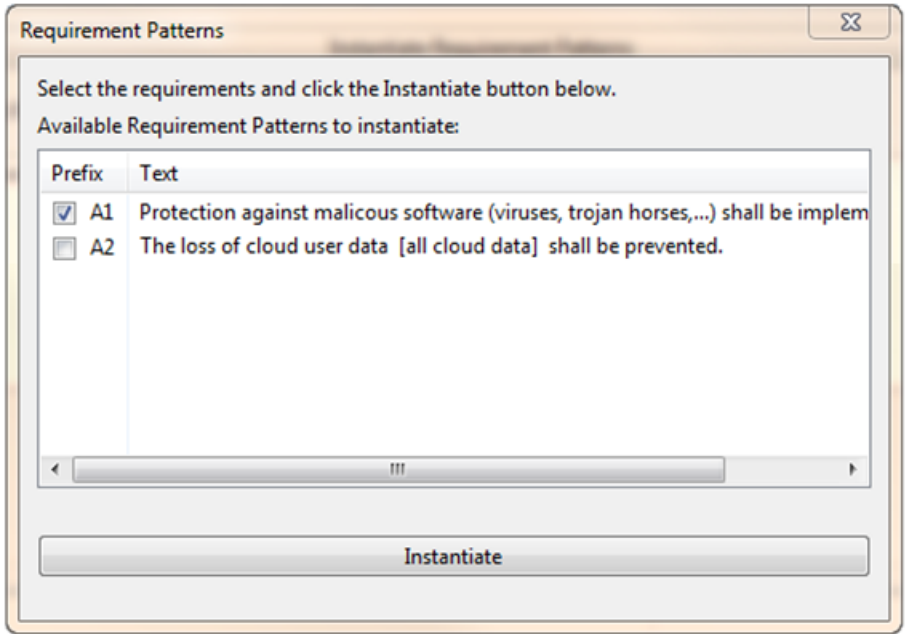 Requirement Patterns
Select the requirements and click the Instantiate button below.
Available Requirement Patterns to instantiate:
Prefix Text
A1 Protection against malicous software (viruses, trojan horses,...) shall be implem
A2 The loss of cloud user data [all cloud data] shall be prevented.
Instantiate